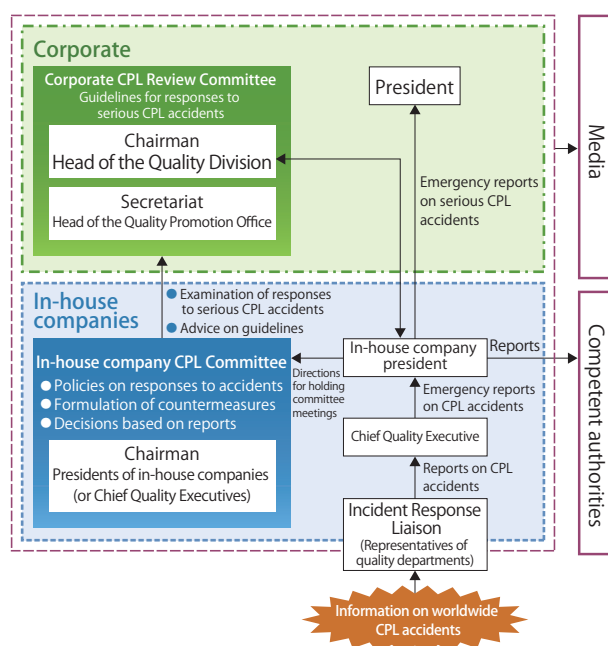 Corporate
Corporate CPL Review Committee
Guidelines for responses to
serious CPL accidents
Chairman
Head of the Quality Division
Secretariat
Head of the Quality Promotion Office
President
Emergency reports
on serious CPL
accidents
Media
In-house
companies
● Examination of responses
to serious CPL accidents
● Advice on guidelines
In-house company CPL Committee
● Policies on responses to accidents
● Formulation of countermeasures
● Decisions based on reports
Chairman
Presidents of in-house companies
(or Chief Quality Executives)
Directions
for holding
committee
meetings
In-house company
president
Reports
Emergency reports
on CPL accidents
Chief Quality Executive
Reports on CPL
accidents
Incident Response
Liaison
(Representatives of
quality departments)
Competent authorities
Information on worldwide
CPL accidents